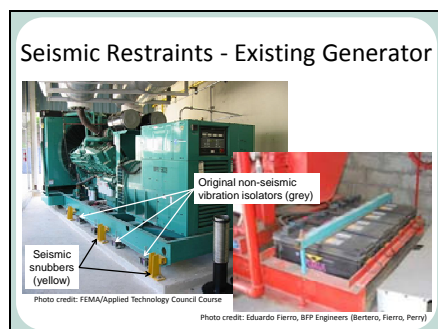 Seismic Restraints - Existing Generator
Original non-seismic
vibration isolators (grey)
Seismic
snubbers
(yellow)
Photo credit: FEMA/Applied Technology Council Course
Photo credit: Eduardo Fierro, BFP Engineers (Bertero, Fierro, Perry)